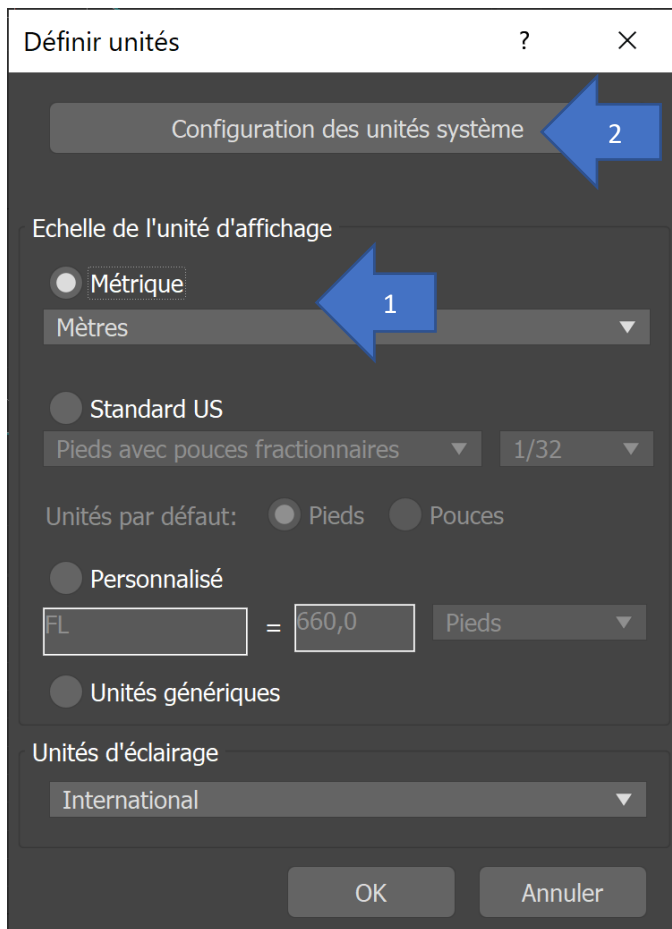 Définir unités ? ×
Configuration des unités système 2
Echelle de l'unité d'affichage
Métrique
1
Mètres
Standard US
Pieds avec pouces fractionnaires 1/32
Unités par défaut: Pieds Pouces
Personnalisé
FL = 660,0 Pieds
Unités génériques
Unités d'éclairage
International
OK Annuler